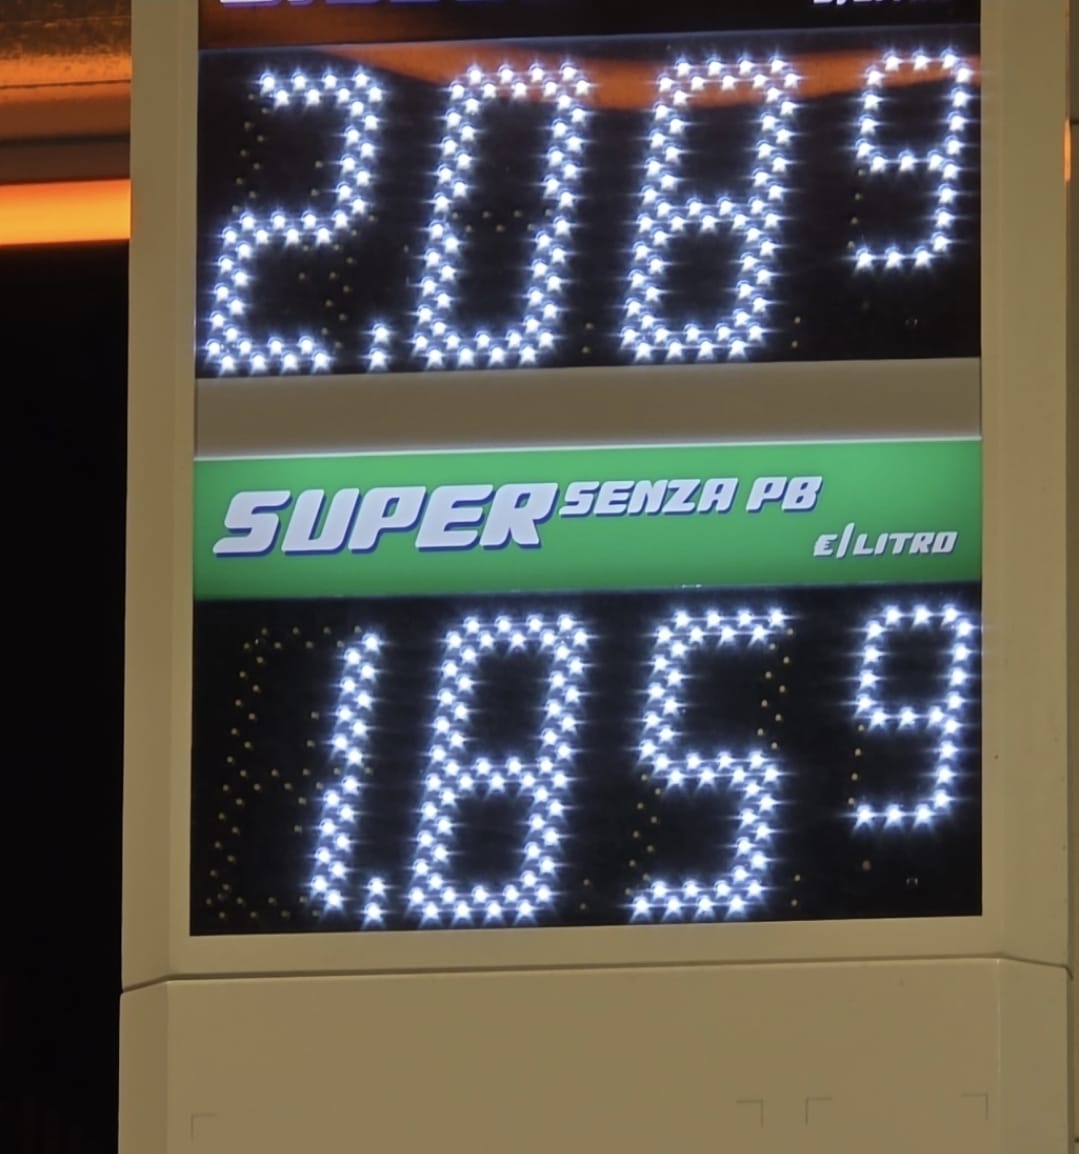 2.089
SUPER SENZA PB
€/LITRO
1.859